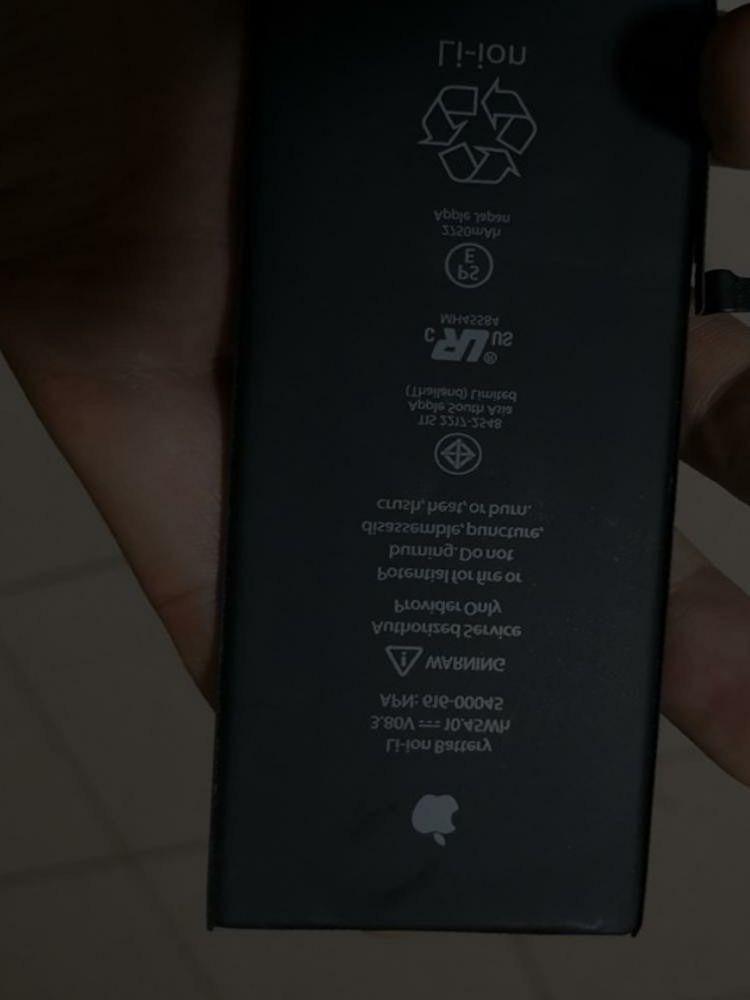 Li-ion Battery
3.80V ⎓ 10.45Wh
APN: 616-00045
WARNING
Authorized Service
Provider Only
Potential for fire or
burning. Do not
disassemble, puncture,
crush, heat, or burn.
TIS 2217-2548
Apple South Asia
(Thailand) Limited
c RU ® US
MH45584
PS
E
2750mAh
Apple Japan
Li-ion